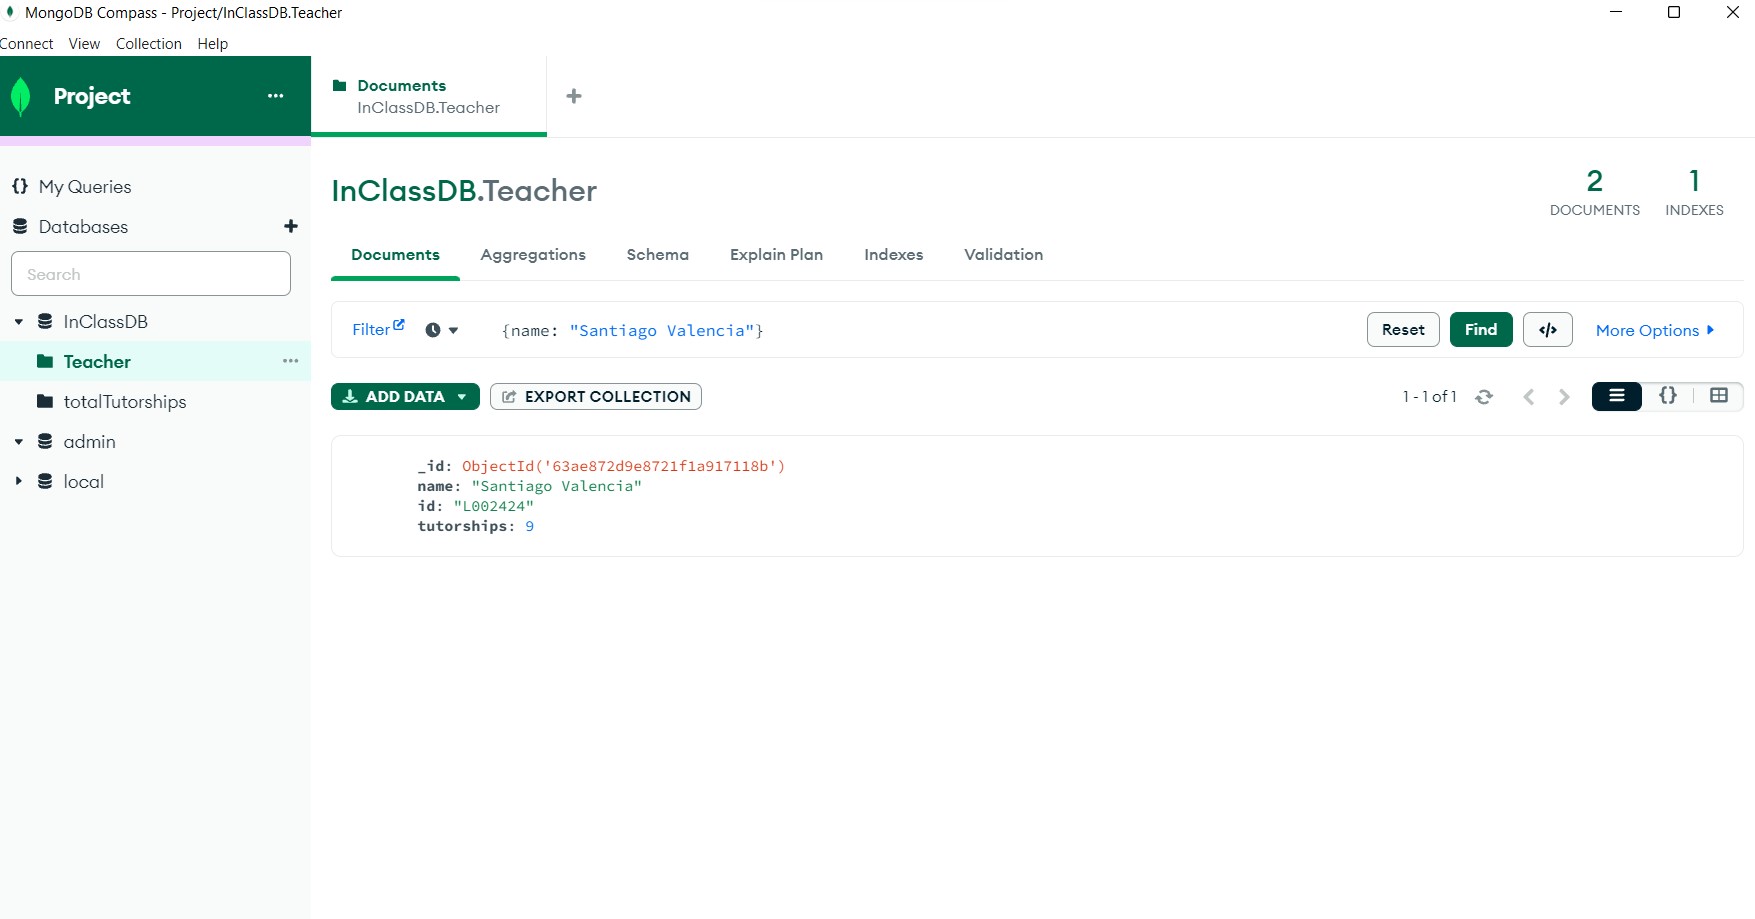 MongoDB Compass - Project/InClassDB.Teacher
Connect View Collection Help
Project
Documents
InClassDB.Teacher
My Queries
Databases
Search
InClassDB
Teacher
totalTutorships
admin
local
InClassDB.Teacher
2
DOCUMENTS
1
INDEXES
Documents Aggregations Schema Explain Plan Indexes Validation
Filter {name: "Santiago Valencia"} Reset Find </> More Options
ADD DATA EXPORT COLLECTION 1 - 1 of 1 {}
_id: ObjectId('63ae872d9e8721f1a917118b')
name: "Santiago Valencia"
id: "L002424"
tutorships: 9